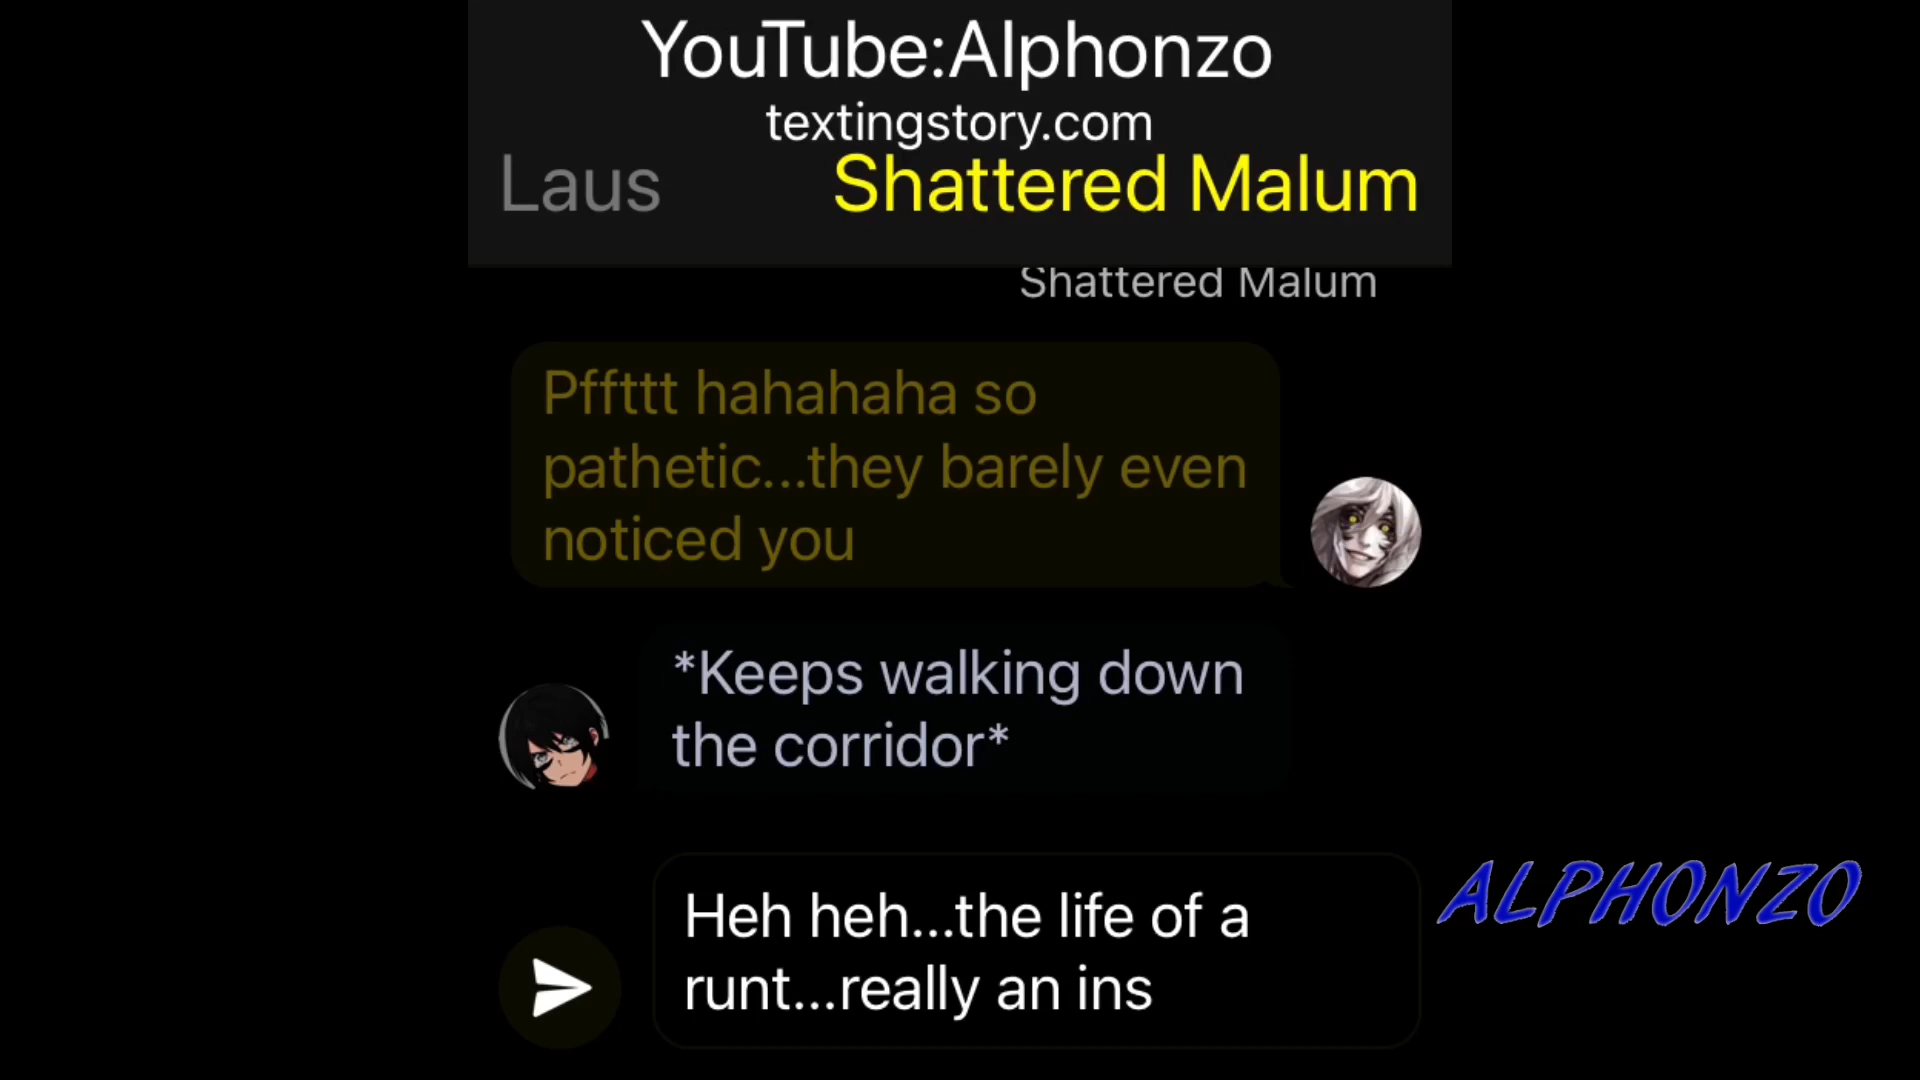 YouTube:Alphonzo
textingstory.com
Laus
Shattered Malum
Shattered Malum
Pffttt hahahaha so
pathetic...they barely even
noticed you
*Keeps walking down
the corridor*
Heh heh...the life of a
runt...really an ins
ALPHONZO